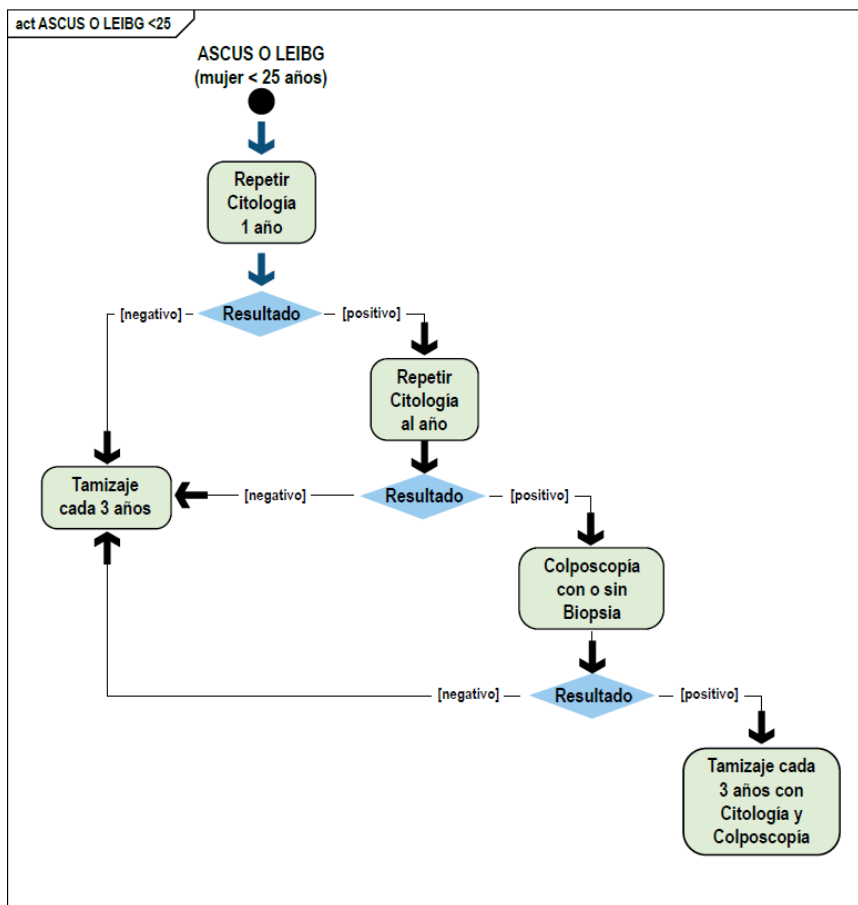 act ASCUS O LEIBG <25
ASCUS O LEIBG
(mujer < 25 años)
Repetir
Citología
1 año
[negativo]
Resultado
[positivo]
Repetir
Citología
al año
Tamizaje
cada 3 años
[negativo]
Resultado
[positivo]
Colposcopía
con o sin
Biopsia
[negativo]
Resultado
[positivo]
Tamizaje cada
3 años con
Citología y
Colposcopía